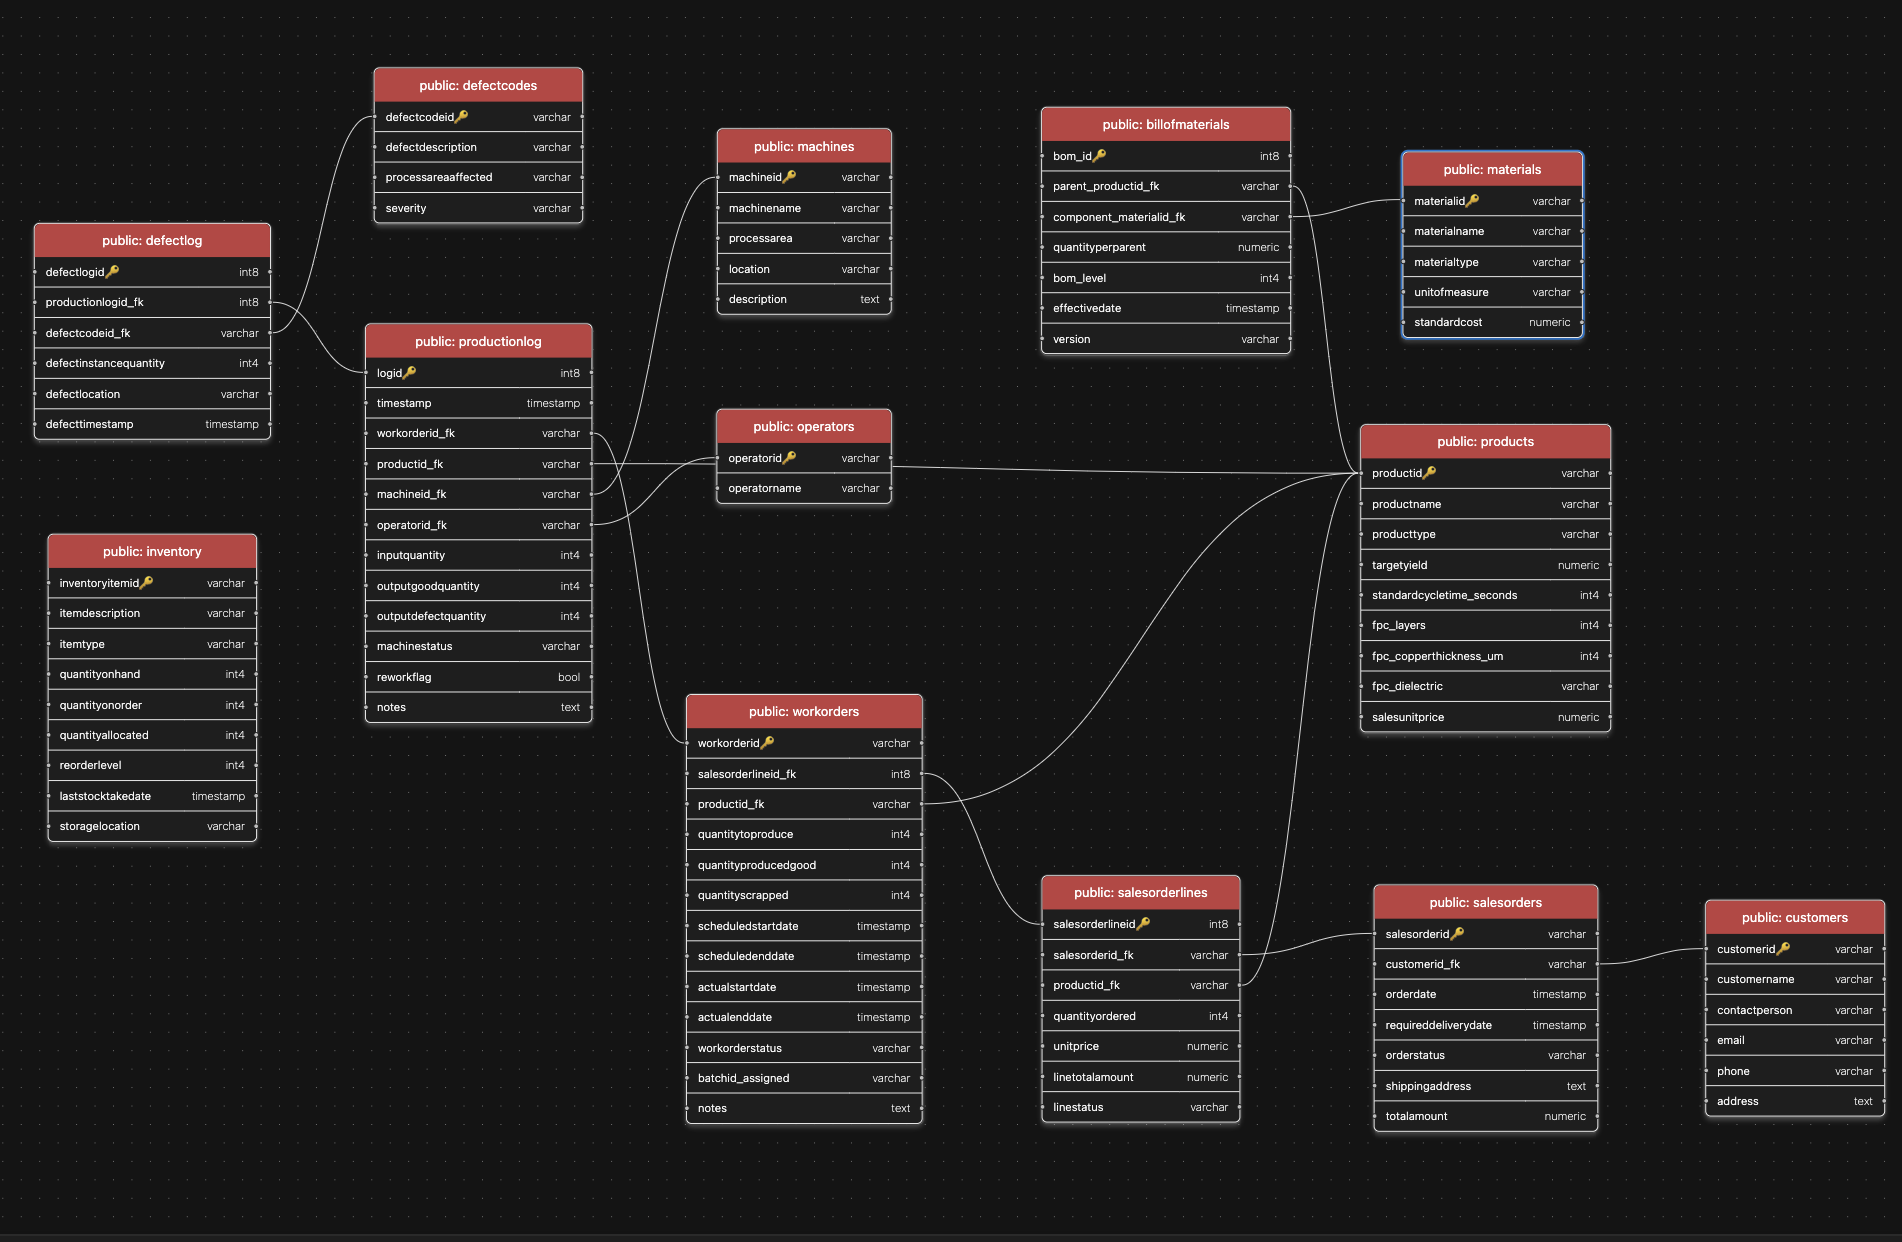 public: defectcodes
defectcodeid🔑 varchar
defectdescription varchar
processareaaffected varchar
severity varchar
public: machines
machineid🔑 varchar
machinename varchar
processarea varchar
location varchar
description text
public: billofmaterials
bom_id🔑 int8
parent_productid_fk varchar
component_materialid_fk varchar
quantityperparent numeric
bom_level int4
effectivedate timestamp
version varchar
public: materials
materialid🔑 varchar
materialname varchar
materialtype varchar
unitofmeasure varchar
standardcost numeric
public: defectlog
defectlogid🔑 int8
productionlogid_fk int8
defectcodeid_fk varchar
defectinstancequantity int4
defectlocation varchar
defecttimestamp timestamp
public: productionlog
logid🔑 int8
timestamp timestamp
workorderid_fk varchar
productid_fk varchar
machineid_fk varchar
operatorid_fk varchar
inputquantity int4
outputgoodquantity int4
outputdefectquantity int4
machinestatus varchar
reworkflag bool
notes text
public: operators
operatorid🔑 varchar
operatorname varchar
public: products
productid🔑 varchar
productname varchar
producttype varchar
targetyield numeric
standardcycletime_seconds int4
fpc_layers int4
fpc_copperthickness_um int4
fpc_dielectric varchar
salesunitprice numeric
public: inventory
inventoryitemid🔑 varchar
itemdescription varchar
itemtype varchar
quantityonhand int4
quantityonorder int4
quantityallocated int4
reorderlevel int4
laststocktakedate timestamp
storagelocation varchar
public: workorders
workorderid🔑 varchar
salesorderlineid_fk int8
productid_fk varchar
quantitytoproduce int4
quantityproducedgood int4
quantityscrapped int4
scheduledstartdate timestamp
scheduledenddate timestamp
actualstartdate timestamp
actualenddate timestamp
workorderstatus varchar
batchid_assigned varchar
notes text
public: salesorderlines
salesorderlineid🔑 int8
salesorderid_fk varchar
productid_fk varchar
quantityordered int4
unitprice numeric
linetotalamount numeric
linestatus varchar
public: salesorders
salesorderid🔑 varchar
customerid_fk varchar
orderdate timestamp
requireddeliverydate timestamp
orderstatus varchar
shippingaddress text
totalamount numeric
public: customers
customerid🔑 varchar
customername varchar
contactperson varchar
email varchar
phone varchar
address text